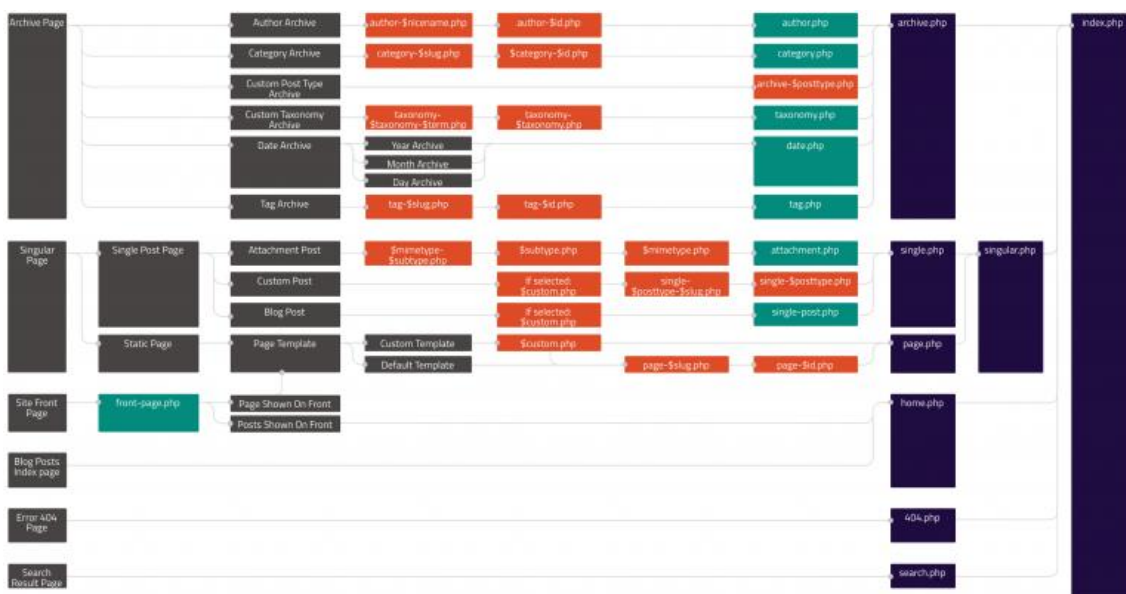 Archive Page
Author Archive
author-$nicename.php
author-$id.php
author.php
archive.php
index.php
Category Archive
category-$slug.php
$category-$id.php
category.php
Custom Post Type
Archive
archive-$posttype.php
Custom Taxonomy
Archive
taxonomy-
$taxonomy-$term.php
taxonomy-
$taxonomy.php
taxonomy.php
Date Archive
Year Archive
Month Archive
Day Archive
date.php
Tag Archive
tag-$slug.php
tag-$id.php
tag.php
Singular
Page
Single Post Page
Attachment Post
$mimetype-
$subtype.php
$subtype.php
$mimetype.php
attachment.php
single.php
singular.php
Custom Post
If selected:
$custom.php
single-
$posttype-$slug.php
single-$posttype.php
Blog Post
If selected:
$custom.php
single-post.php
Static Page
Page Template
Custom Template
$custom.php
page.php
Default Template
page-$slug.php
page-$id.php
Site Front
Page
front-page.php
Page Shown On Front
home.php
Posts Shown On Front
Blog Posts
Index page
Error 404
Page
404.php
Search
Result Page
search.php